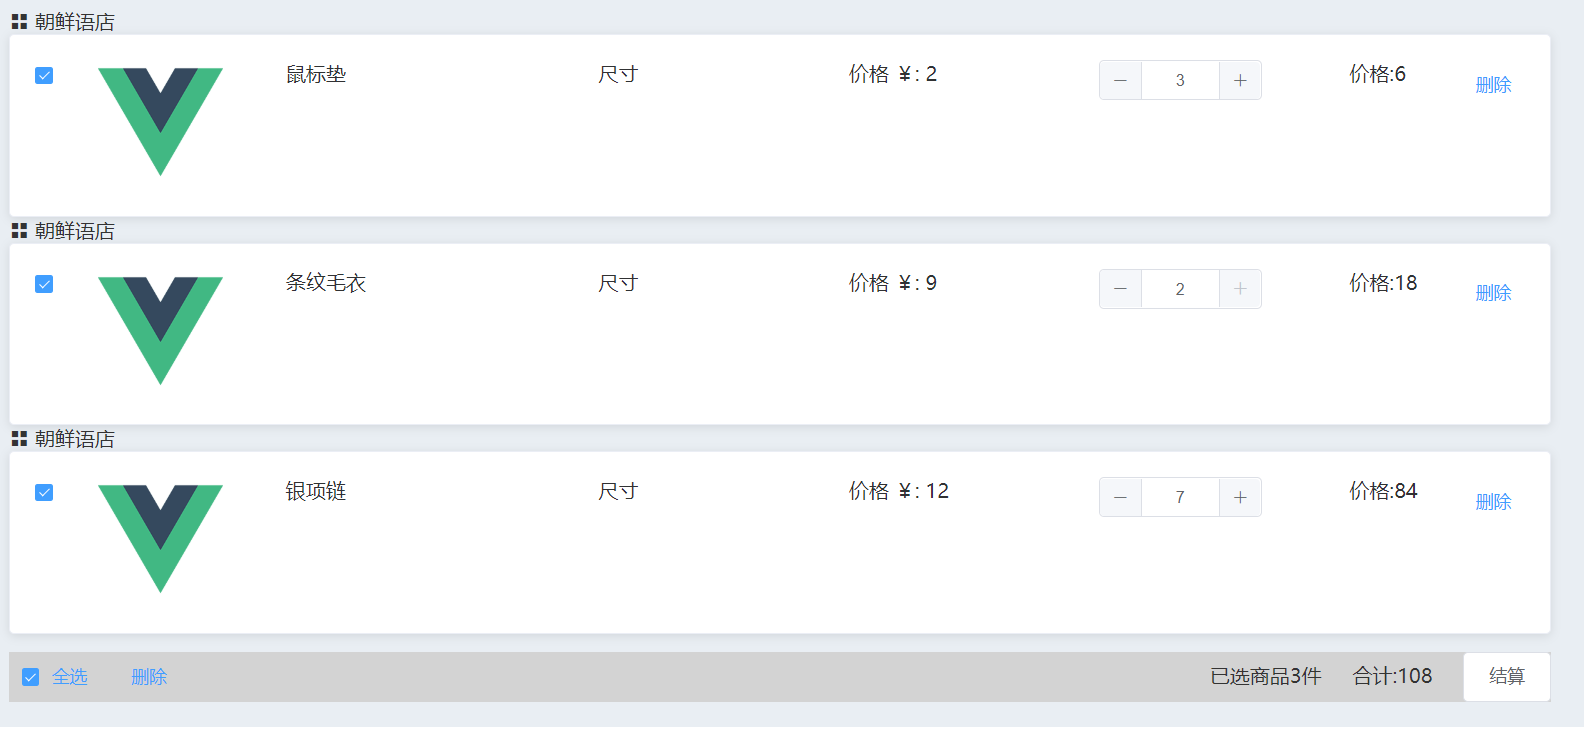 朝鲜语店
鼠标垫 尺寸 价格 ¥: 2 － 3 + 价格:6 删除
朝鲜语店
条纹毛衣 尺寸 价格 ¥: 9 － 2 + 价格:18 删除
朝鲜语店
银项链 尺寸 价格 ¥: 12 － 7 + 价格:84 删除
全选 删除 已选商品3件 合计:108 结算